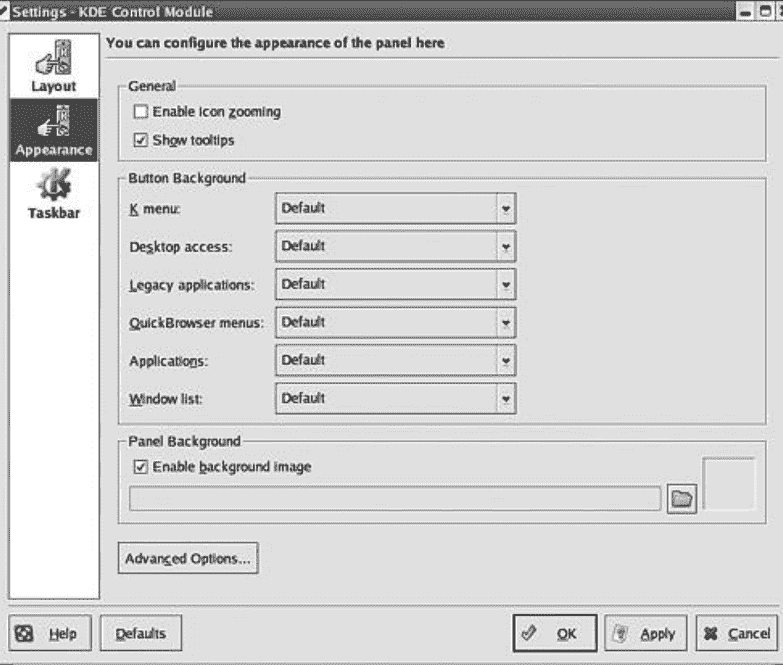 Settings - KDE Control Module
You can configure the appearance of the panel here
Layout
Appearance
Taskbar
General
Enable icon zooming
Show tooltips
Button Background
K menu: Default
Desktop access: Default
Legacy applications: Default
QuickBrowser menus: Default
Applications: Default
Window list: Default
Panel Background
Enable background image
Advanced Options...
Help Defaults OK Apply Cancel